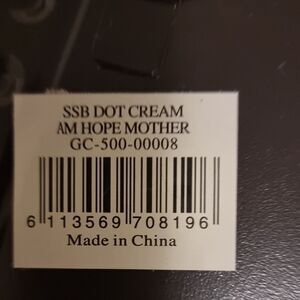 SSB DOT CREAM
AM HOPE MOTHER
GC-500-00008
6 113569 708196
Made in China